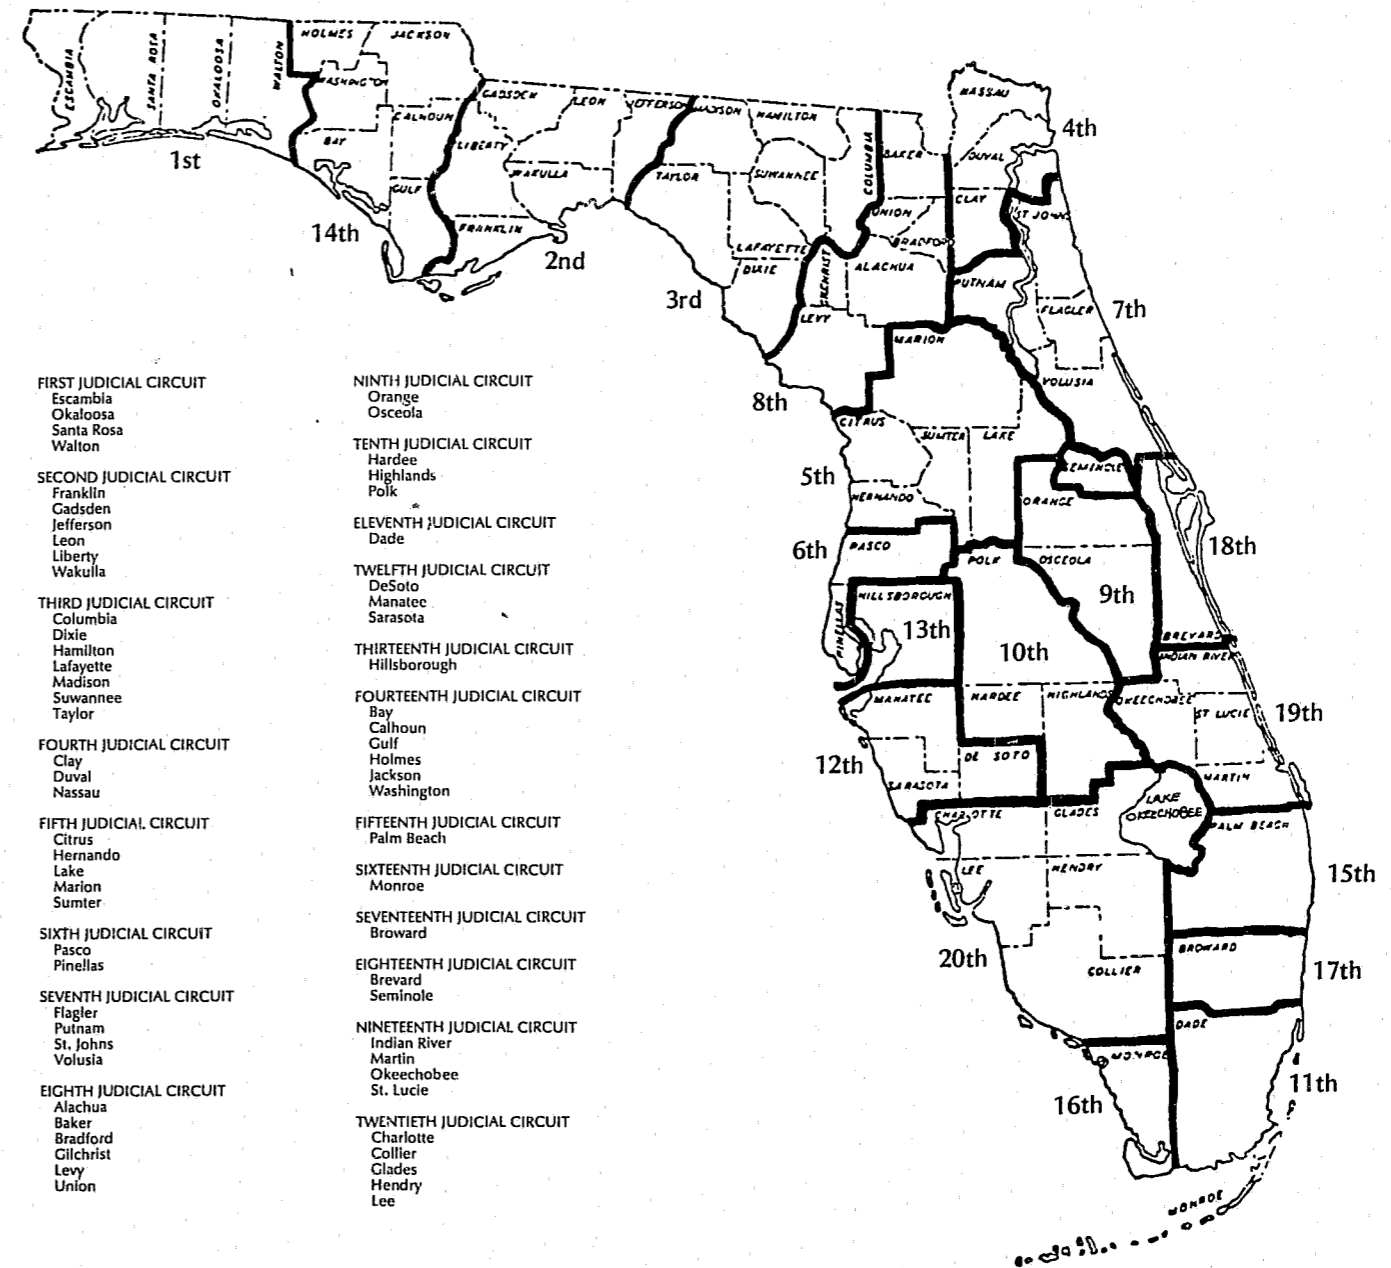 ESCAMBIA
SANTA ROSA
OKALOOSA
WALTON
HOLMES
JACKSON
WASHINGTON
BAY
CALHOUN
GULF
GADSDEN
LIBERTY
LEON
JEFFERSON
WAKULLA
FRANKLIN
MADISON
HAMILTON
TAYLOR
SUWANNEE
COLUMBIA
LAFAYETTE
DIXIE
BAKER
NASSAU
DUVAL
CLAY
UNION
BRADFORD
ST JOHNS
GILCHRIST
ALACHUA
PUTNAM
LEVY
FLAGLER
MARION
VOLUSIA
CITRUS
SUMTER
LAKE
SEMINOLE
HERNANDO
ORANGE
PASCO
POLK
OSCEOLA
HILLSBOROUGH
PINELLAS
BREVARD
INDIAN RIVER
MANATEE
HARDEE
HIGHLANDS
OKEECHOBEE
ST LUCIE
SARASOTA
DE SOTO
MARTIN
CHARLOTTE
GLADES
LAKE
OKEECHOBEE
PALM BEACH
LEE
HENDRY
COLLIER
BROWARD
DADE
MONROE
MONROE
1st
14th
2nd
3rd
4th
7th
8th
5th
6th
18th
9th
13th
10th
19th
12th
15th
20th
17th
11th
16th
FIRST JUDICIAL CIRCUIT
Escambia
Okaloosa
Santa Rosa
Walton
SECOND JUDICIAL CIRCUIT
Franklin
Gadsden
Jefferson
Leon
Liberty
Wakulla
THIRD JUDICIAL CIRCUIT
Columbia
Dixie
Hamilton
Lafayette
Madison
Suwannee
Taylor
FOURTH JUDICIAL CIRCUIT
Clay
Duval
Nassau
FIFTH JUDICIAL CIRCUIT
Citrus
Hernando
Lake
Marion
Sumter
SIXTH JUDICIAL CIRCUIT
Pasco
Pinellas
SEVENTH JUDICIAL CIRCUIT
Flagler
Putnam
St. Johns
Volusia
EIGHTH JUDICIAL CIRCUIT
Alachua
Baker
Bradford
Gilchrist
Levy
Union
NINTH JUDICIAL CIRCUIT
Orange
Osceola
TENTH JUDICIAL CIRCUIT
Hardee
Highlands
Polk
ELEVENTH JUDICIAL CIRCUIT
Dade
TWELFTH JUDICIAL CIRCUIT
DeSoto
Manatee
Sarasota
THIRTEENTH JUDICIAL CIRCUIT
Hillsborough
FOURTEENTH JUDICIAL CIRCUIT
Bay
Calhoun
Gulf
Holmes
Jackson
Washington
FIFTEENTH JUDICIAL CIRCUIT
Palm Beach
SIXTEENTH JUDICIAL CIRCUIT
Monroe
SEVENTEENTH JUDICIAL CIRCUIT
Broward
EIGHTEENTH JUDICIAL CIRCUIT
Brevard
Seminole
NINETEENTH JUDICIAL CIRCUIT
Indian River
Martin
Okeechobee
St. Lucie
TWENTIETH JUDICIAL CIRCUIT
Charlotte
Collier
Glades
Hendry
Lee